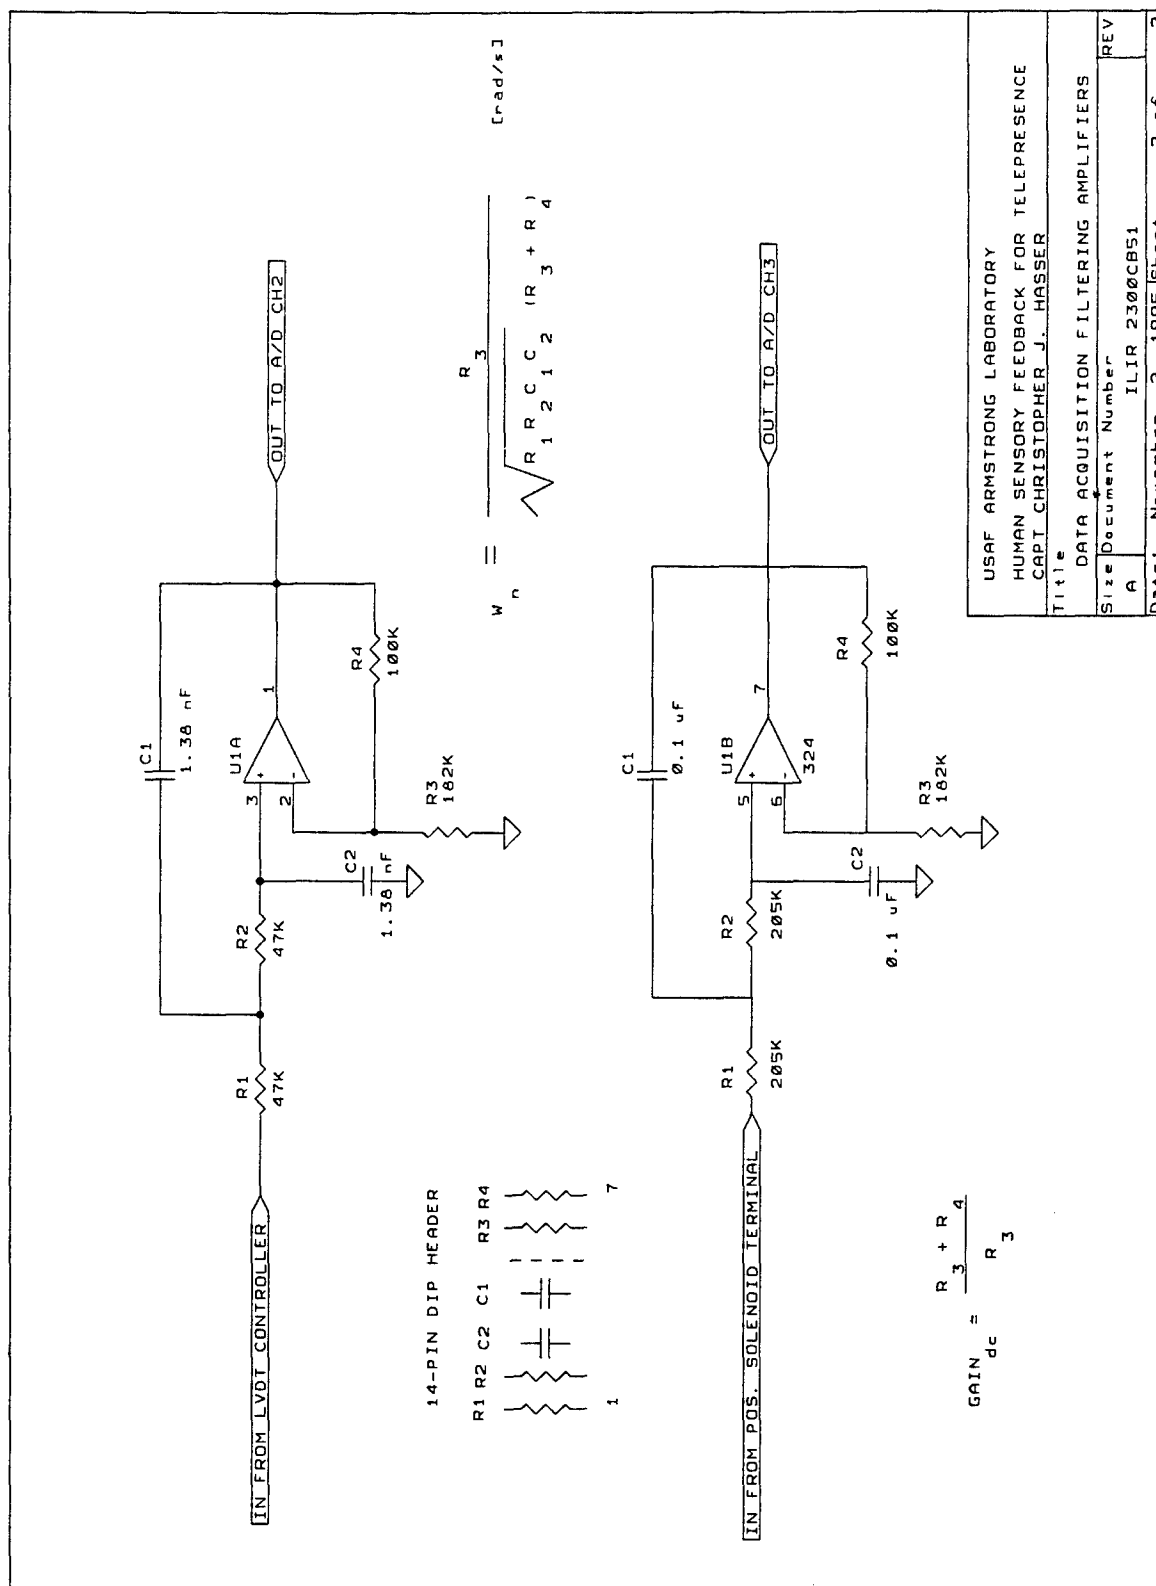 IN FROM LVDT CONTROLLER
R1
47K
R2
47K
C1
1.38 nF
C2
1.38 nF
3
2
+
-
U1A
1
R3
182K
R4
100K
OUT TO A/D CH2
14-PIN DIP HEADER
R1 R2 C2 C1 R3 R4
1 7
W n = R 3 / √ R 1 R 2 C 1 C 2 (R 3 + R 4) [rad/s]
IN FROM POS. SOLENOID TERMINAL
R1
205K
R2
205K
C1
0.1 uF
C2
0.1 uF
5
6
+
-
U1B
324
7
R3
182K
R4
100K
OUT TO A/D CH3
GAIN dc = R 3 + R 4 / R 3
USAF ARMSTRONG LABORATORY
HUMAN SENSORY FEEDBACK FOR TELEPRESENCE
CAPT CHRISTOPHER J. HASSER
Title
DATA ACQUISITION FILTERING AMPLIFIERS
Size Document Number REV
A ILIR 2300CB51
Date: November